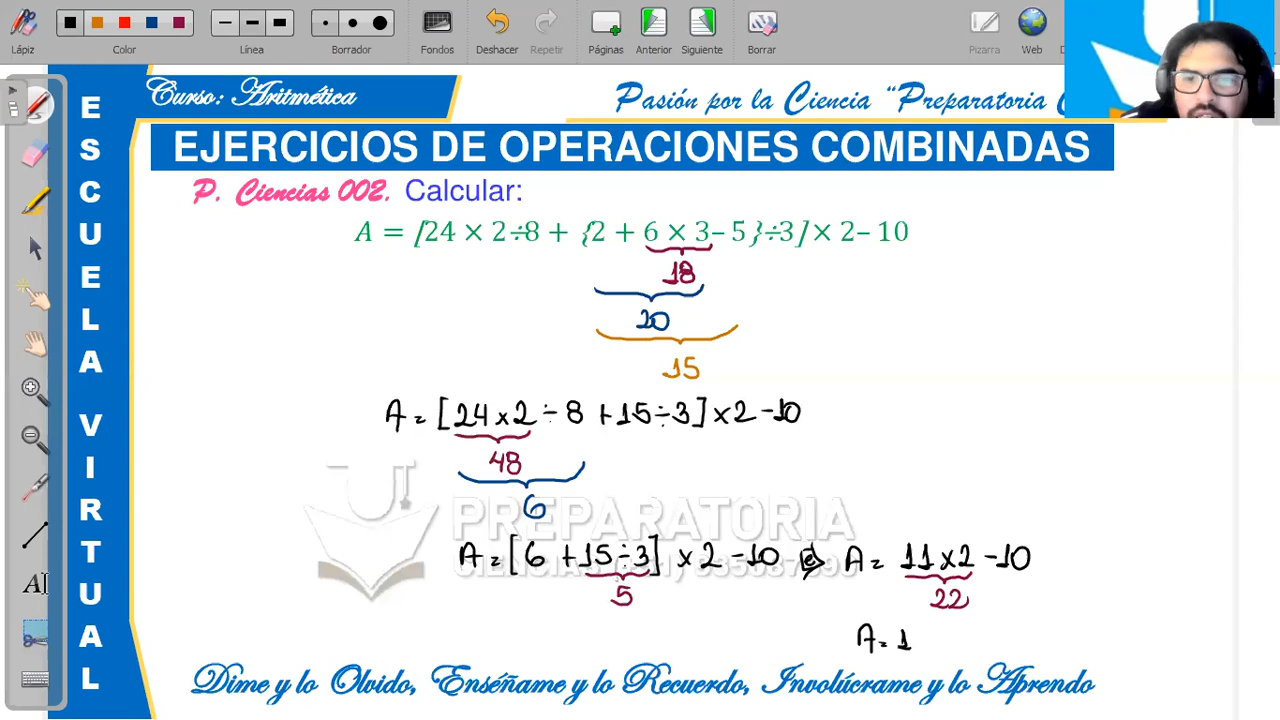 Lápiz
Color
Línea
Borrador
Fondos
Deshacer
Repetir
Páginas
Anterior
Siguiente
Borrar
Pizarra
Web
Curso: Aritmética
Pasión por la Ciencia “Preparatoria
ESCUELA VIRTUAL
EJERCICIOS DE OPERACIONES COMBINADAS
P. Ciencias 002. Calcular:
A = [24 × 2÷8 + {2 + 6 × 3– 5}÷3] × 2– 10
18
20
15
A = [24 × 2 ÷ 8 + 15 ÷ 3] × 2 - 10
48
6
PREPARATORIA
A = [6 + 15 ÷ 3] × 2 - 10 ⇒ A = 11 × 2 - 10
5
22
A = 1
Dime y lo Olvido, Enséñame y lo Recuerdo, Involúcrame y lo Aprendo